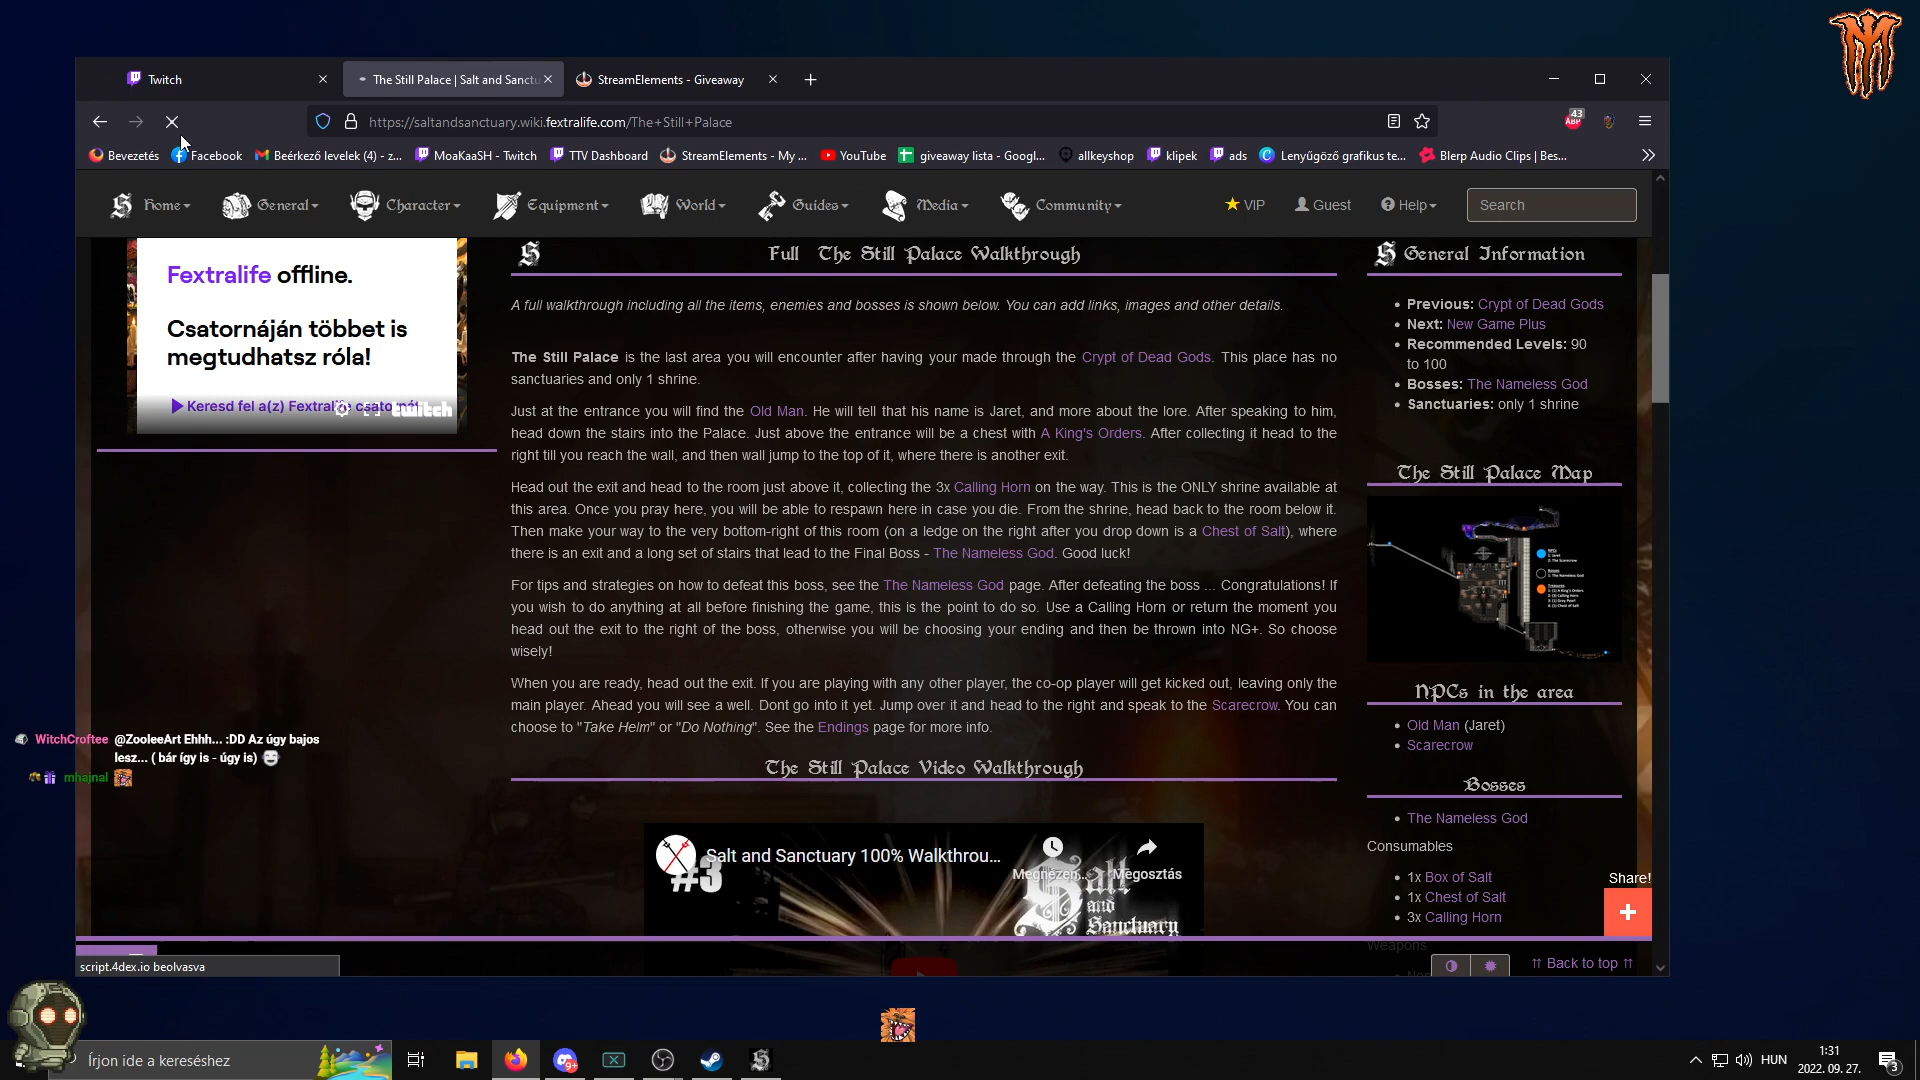 Twitch
The Still Palace | Salt and Sanctu
StreamElements - Giveaway
https://saltandsanctuary.wiki.fextralife.com/The+Still+Palace
43
ABP
Bevezetés
Facebook
Beérkező levelek (4) - z...
MoaKaaSH - Twitch
TTV Dashboard
StreamElements - My ...
YouTube
giveaway lista - Googl...
allkeyshop
klipek
ads
Lenyűgöző grafikus te...
Blerp Audio Clips | Bes...
Home
General
Character
Equipment
World
Guides
Media
Community
VIP
Guest
Help
Search
Fextralife offline.
Csatornáján többet is
megtudhatsz róla!
Keresd fel a(z) Fextralife
twitch
Full The Still Palace Walkthrough
A full walkthrough including all the items, enemies and bosses is shown below. You can add links, images and other details.
The Still Palace is the last area you will encounter after having your made through the Crypt of Dead Gods. This place has no
sanctuaries and only 1 shrine.
Just at the entrance you will find the Old Man. He will tell that his name is Jaret, and more about the lore. After speaking to him,
head down the stairs into the Palace. Just above the entrance will be a chest with A King's Orders. After collecting it head to the
right till you reach the wall, and then wall jump to the top of it, where there is another exit.
Head out the exit and head to the room just above it, collecting the 3x Calling Horn on the way. This is the ONLY shrine available at
this area. Once you pray here, you will be able to respawn here in case you die. From the shrine, head back to the room below it.
Then make your way to the very bottom-right of this room (on a ledge on the right after you drop down is a Chest of Salt), where
there is an exit and a long set of stairs that lead to the Final Boss - The Nameless God. Good luck!
For tips and strategies on how to defeat this boss, see the The Nameless God page. After defeating the boss ... Congratulations! If
you wish to do anything at all before finishing the game, this is the point to do so. Use a Calling Horn or return the moment you
head out the exit to the right of the boss, otherwise you will be choosing your ending and then be thrown into NG+. So choose
wisely!
When you are ready, head out the exit. If you are playing with any other player, the co-op player will get kicked out, leaving only the
main player. Ahead you will see a well. Dont go into it yet. Jump over it and head to the right and speak to the Scarecrow. You can
choose to "Take Helm" or "Do Nothing". See the Endings page for more info.
The Still Palace Video Walkthrough
Salt and Sanctuary 100% Walkthrou...
#3
Megnézen...
Megosztás
Salt
and
Sanctuary
General Information
Previous: Crypt of Dead Gods
Next: New Game Plus
Recommended Levels: 90
to 100
Bosses: The Nameless God
Sanctuaries: only 1 shrine
The Still Palace Map
NPCs in the area
Old Man (Jaret)
Scarecrow
Bosses
The Nameless God
Consumables
1x Box of Salt
1x Chest of Salt
3x Calling Horn
Weapons
Share!
⇈ Back to top ⇈
WitchCroftee @ZooleeArt Ehhh... :DD Az úgy bajos
lesz... ( bár így is - úgy is)
mhajnal
script.4dex.io beolvasva
Írjon ide a kereséshez
9+
HUN
1:31
2022. 09. 27.
3